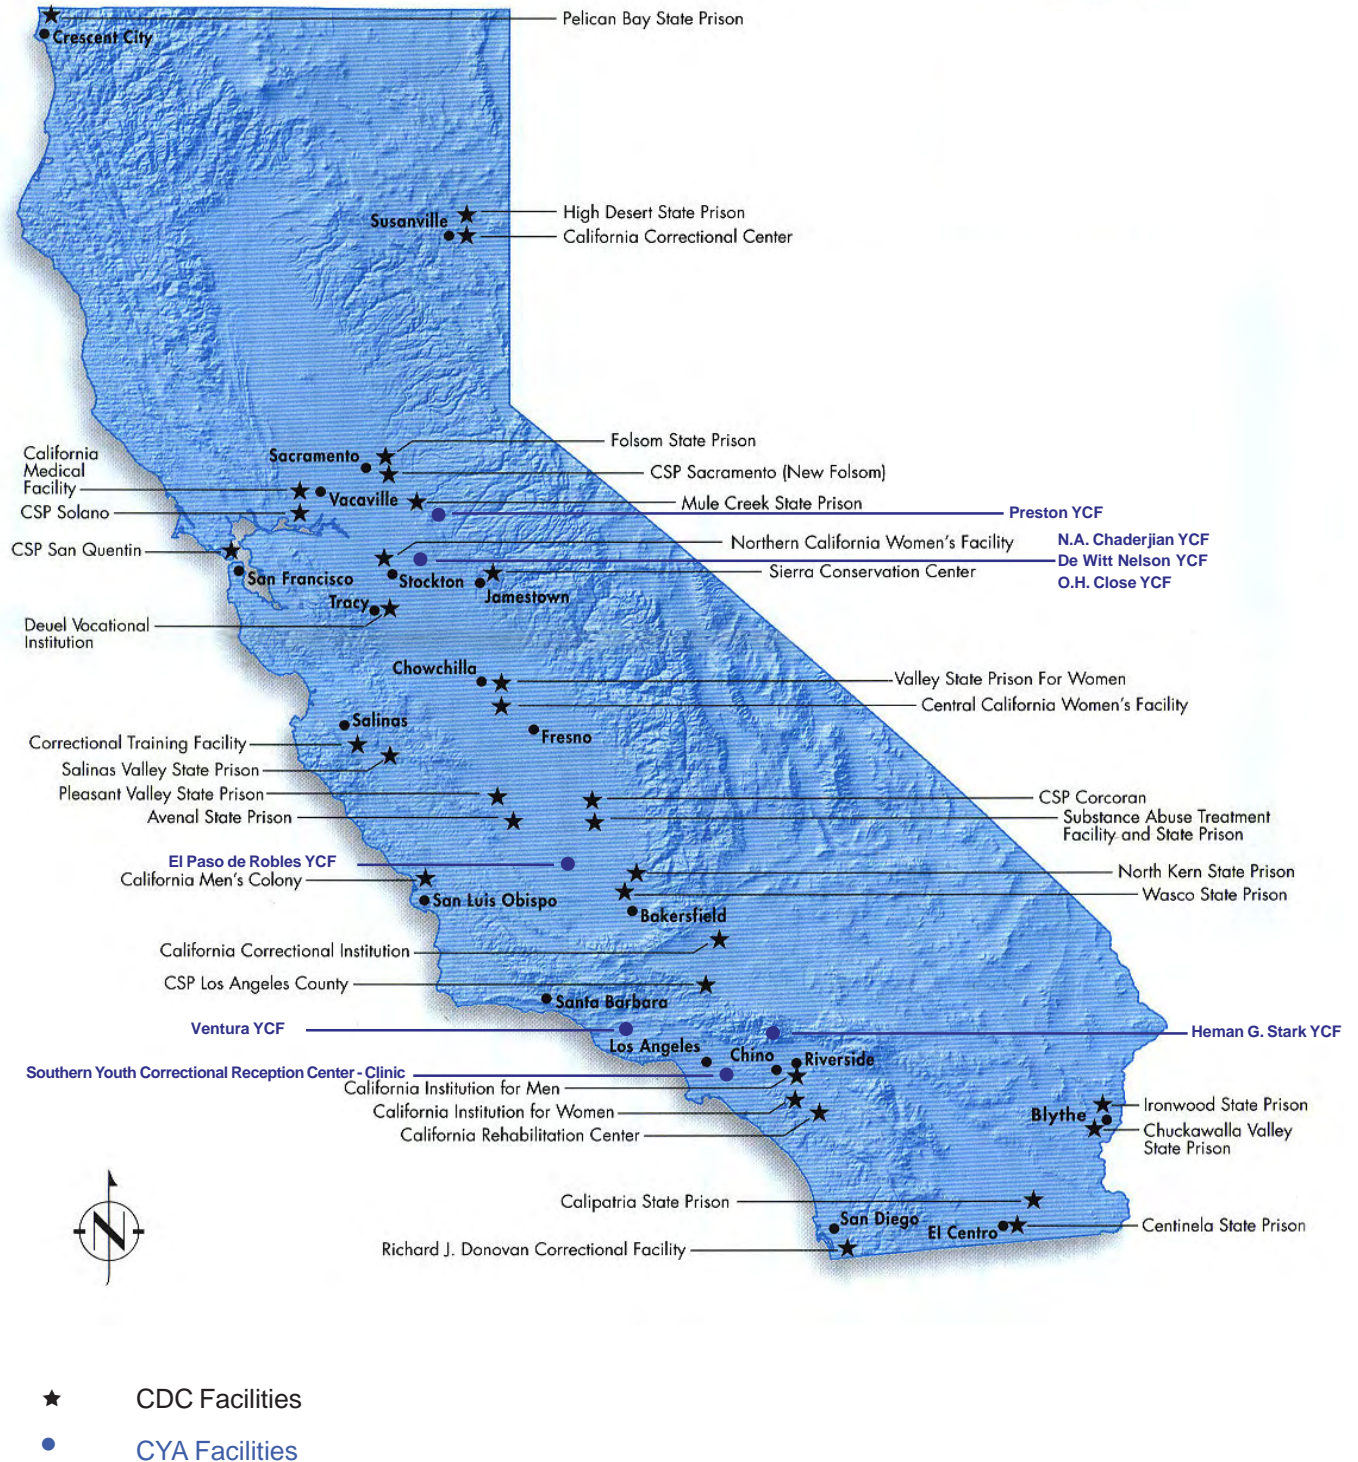 Pelican Bay State Prison
Crescent City
High Desert State Prison
Susanville
California Correctional Center
Folsom State Prison
Sacramento
California
Medical
Facility
CSP Sacramento (New Folsom)
Vacaville
Mule Creek State Prison
CSP Solano
Preston YCF
CSP San Quentin
Northern California Women's Facility
N.A. Chaderjian YCF
De Witt Nelson YCF
O.H. Close YCF
Sierra Conservation Center
San Francisco
Stockton
Jamestown
Tracy
Deuel Vocational
Institution
Chowchilla
Valley State Prison For Women
Central California Women's Facility
Salinas
Fresno
Correctional Training Facility
Salinas Valley State Prison
Pleasant Valley State Prison
CSP Corcoran
Avenal State Prison
Substance Abuse Treatment
Facility and State Prison
El Paso de Robles YCF
North Kern State Prison
California Men's Colony
Wasco State Prison
San Luis Obispo
Bakersfield
California Correctional Institution
CSP Los Angeles County
Santa Barbara
Ventura YCF
Heman G. Stark YCF
Los Angeles
Chino
Riverside
Southern Youth Correctional Reception Center - Clinic
California Institution for Men
California Institution for Women
California Rehabilitation Center
Ironwood State Prison
Blythe
Chuckawalla Valley
State Prison
Calipatria State Prison
San Diego
El Centro
Centinela State Prison
Richard J. Donovan Correctional Facility
N
CDC Facilities
CYA Facilities